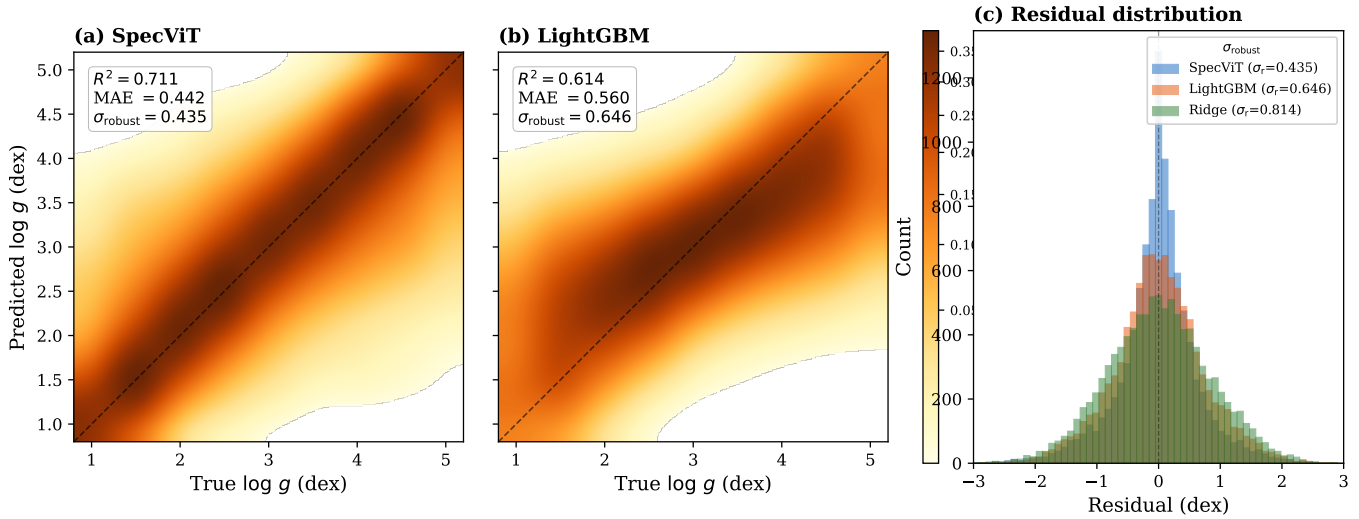 (a) SpecViT
R² = 0.711
MAE = 0.442
σrobust = 0.435
5.0
4.5
4.0
3.5
3.0
2.5
2.0
1.5
1.0
Predicted log g (dex)
1 2 3 4 5
True log g (dex)
(b) LightGBM
R² = 0.614
MAE = 0.560
σrobust = 0.646
1 2 3 4 5
True log g (dex)
0.20
0.10
Count
(c) Residual distribution
σrobust
SpecViT (σr=0.435)
LightGBM (σr=0.646)
Ridge (σr=0.814)
1200
1000
800
600
400
200
0
−3 −2 −1 0 1 2 3
Residual (dex)